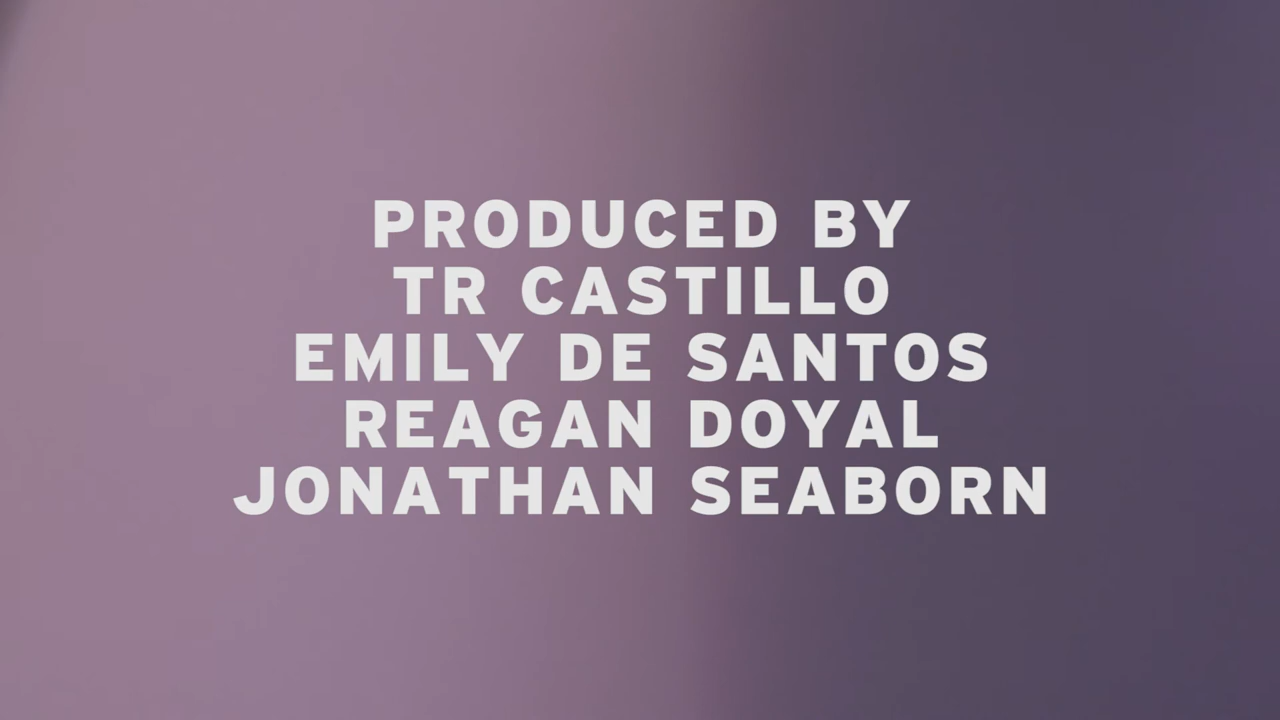 PRODUCED BY
TR CASTILLO
EMILY DE SANTOS
REAGAN DOYAL
JONATHAN SEABORN